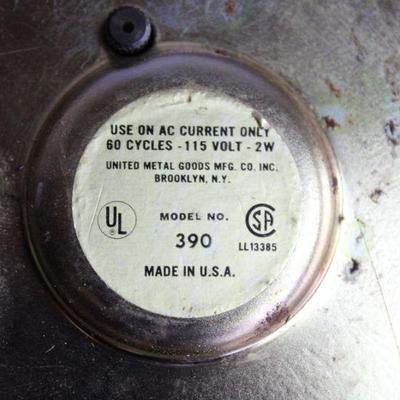 USE ON AC CURRENT ONLY
60 CYCLES - 115 VOLT - 2W
UNITED METAL GOODS MFG. CO. INC.
BROOKLYN, N.Y.
UL
®
MODEL NO.
390
SA
LL13385
MADE IN U.S.A.